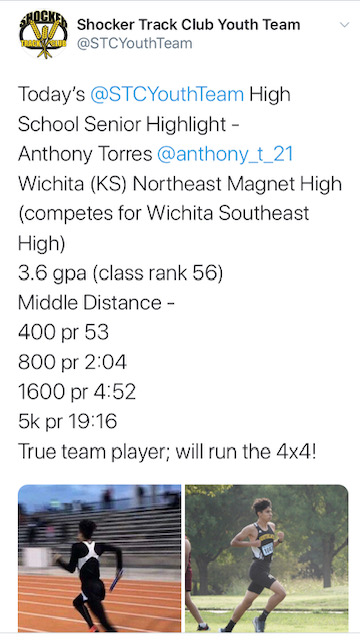 SHOCKER
TRACK CLUB
Shocker Track Club Youth Team
@STCYouthTeam
Today's @STCYouthTeam High
School Senior Highlight -
Anthony Torres @anthony_t_21
Wichita (KS) Northeast Magnet High
(competes for Wichita Southeast
High)
3.6 gpa (class rank 56)
Middle Distance -
400 pr 53
800 pr 2:04
1600 pr 4:52
5k pr 19:16
True team player; will run the 4x4!